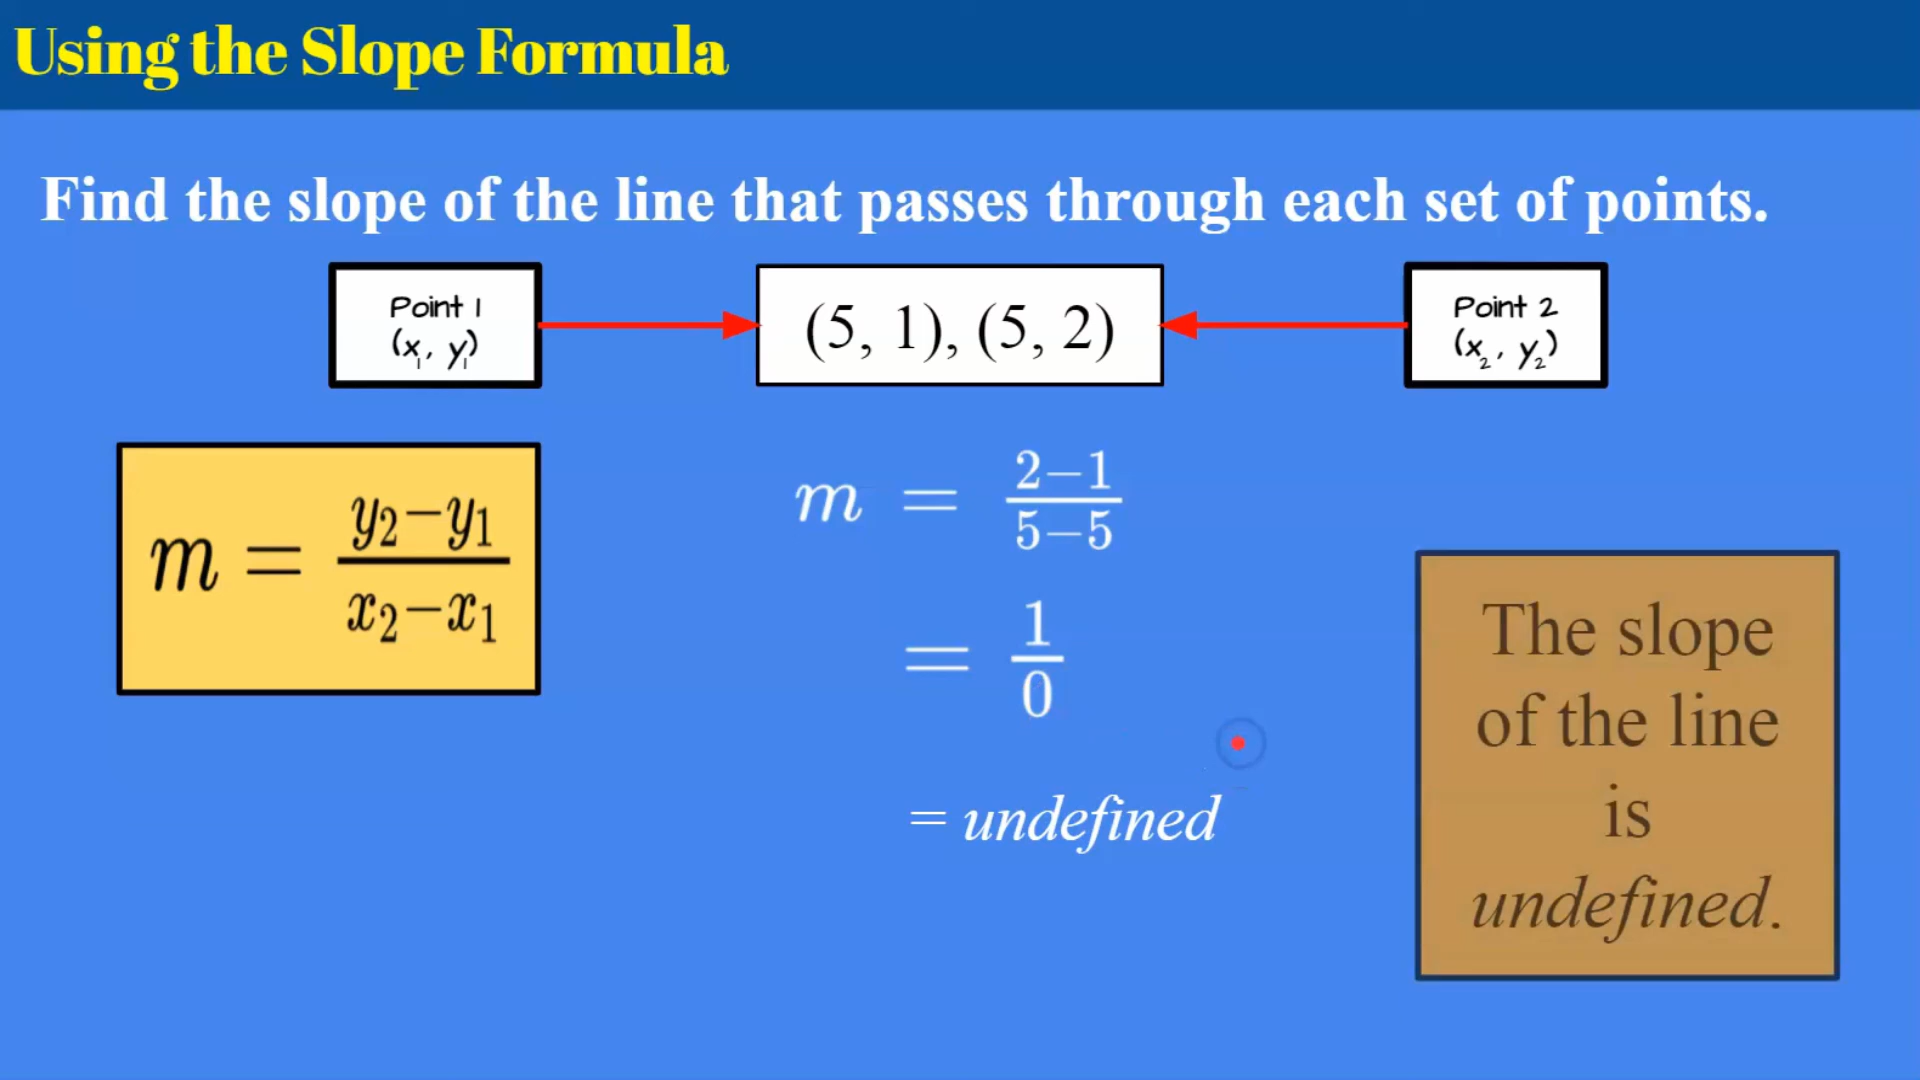 Using the Slope Formula
Find the slope of the line that passes through each set of points.
Point 1
(x₁, y₁)
(5, 1), (5, 2)
Point 2
(x₂, y₂)
m = y₂−y₁
x₂−x₁
m = 2−1
5−5
= 1
0
= undefined
The slope
of the line
is
undefined.